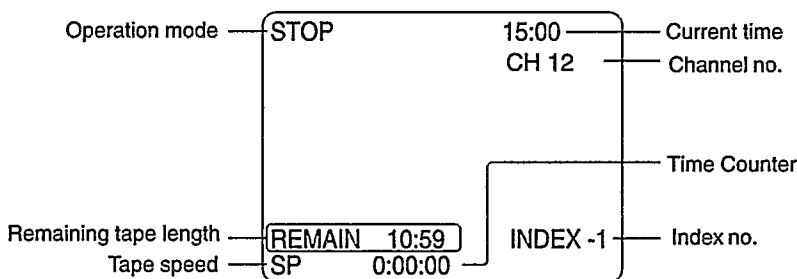 Operation mode STOP 15:00 Current time
CH 12 Channel no.
Time Counter
Remaining tape length REMAIN 10:59 INDEX -1 Index no.
Tape speed SP 0:00:00